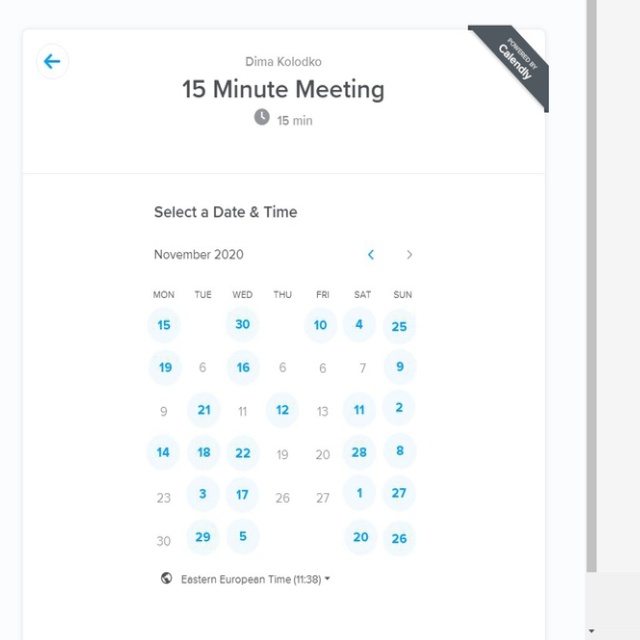 POWERED BY
Calendly
Dima Kolodko
15 Minute Meeting
15 min
Select a Date & Time
November 2020
MON TUE WED THU FRI SAT SUN
15 30 10 4 25
19 6 16 6 6 7 9
9 21 11 12 13 11 2
14 18 22 19 20 28 8
23 3 17 26 27 1 27
30 29 5 20 26
Eastern European Time (11:38)